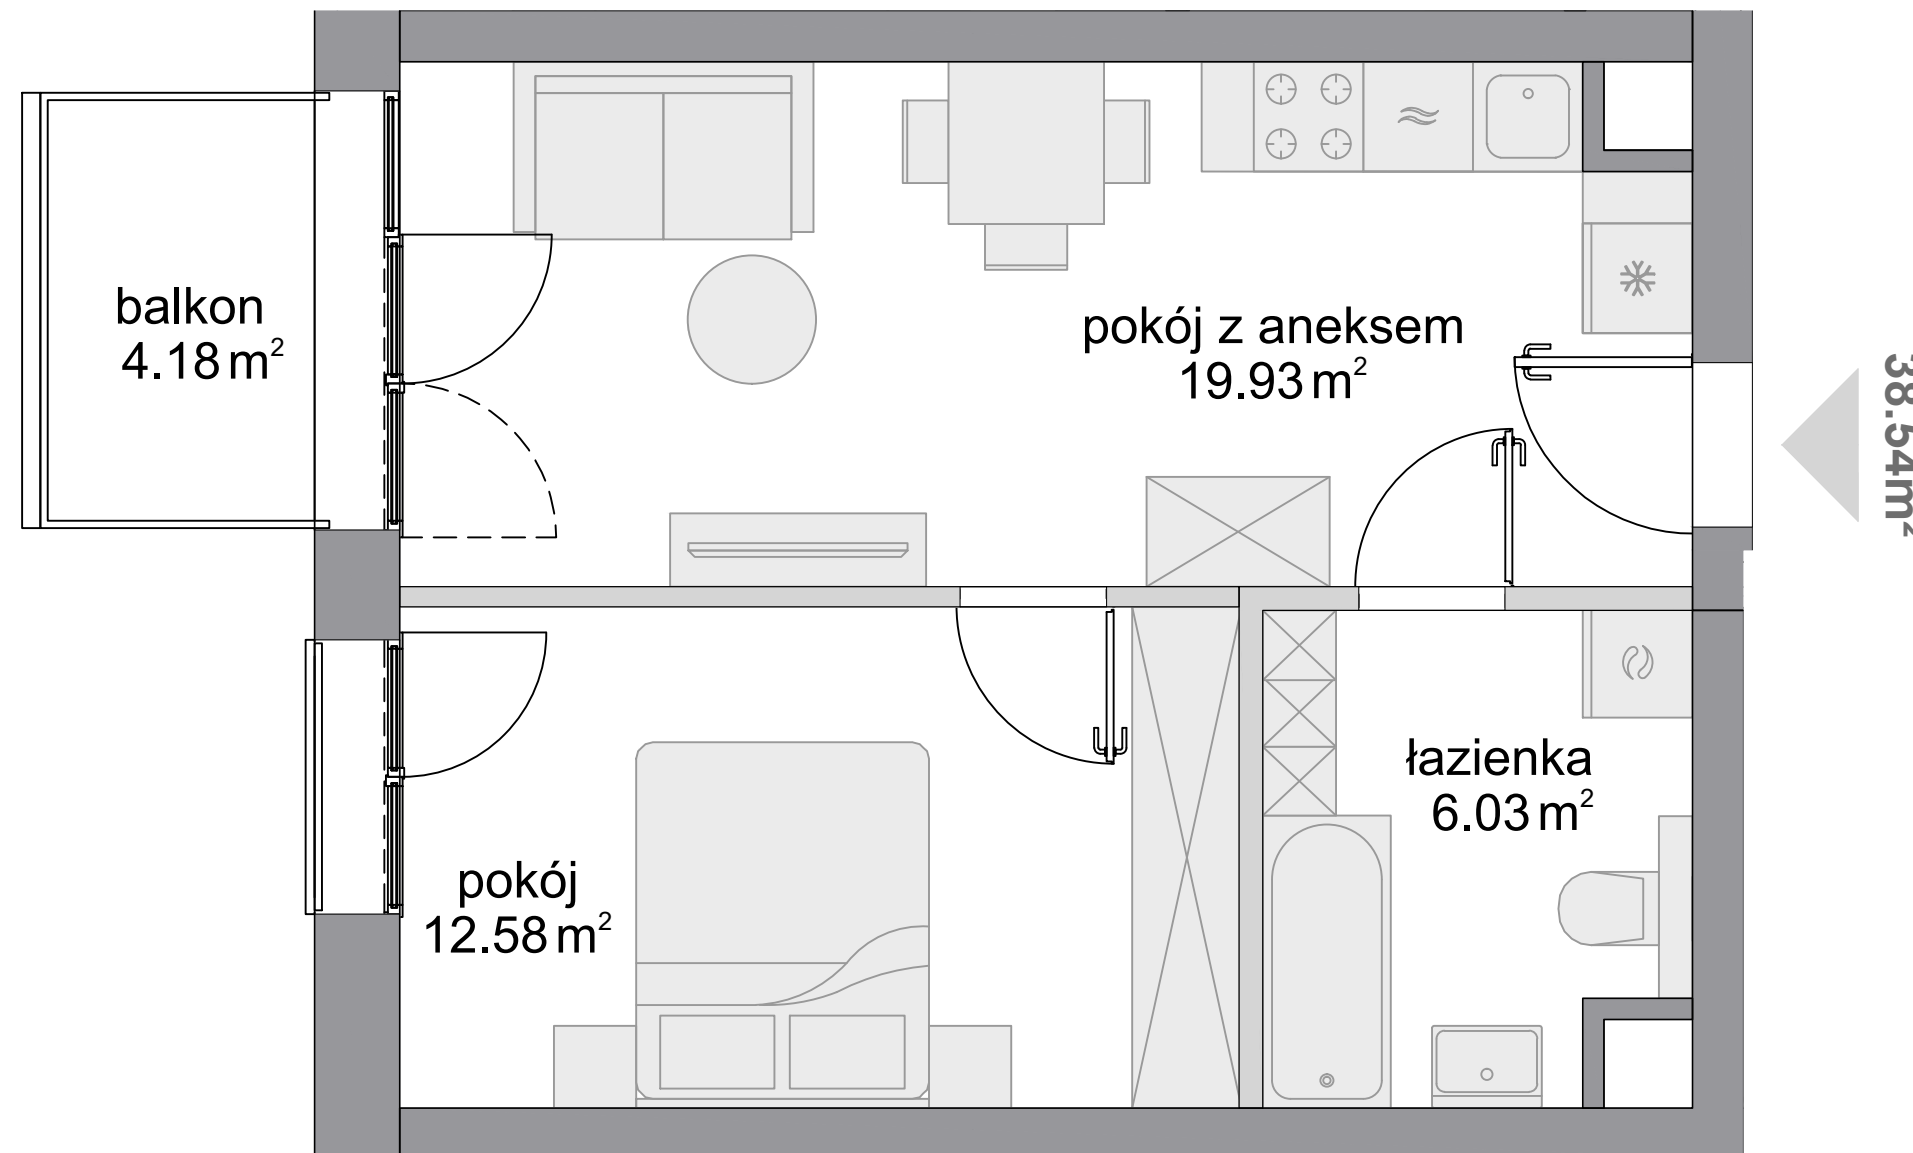 balkon
4.18 m²
pokój z aneksem
19.93 m²
38.54m²
łazienka
6.03 m²
pokój
12.58 m²